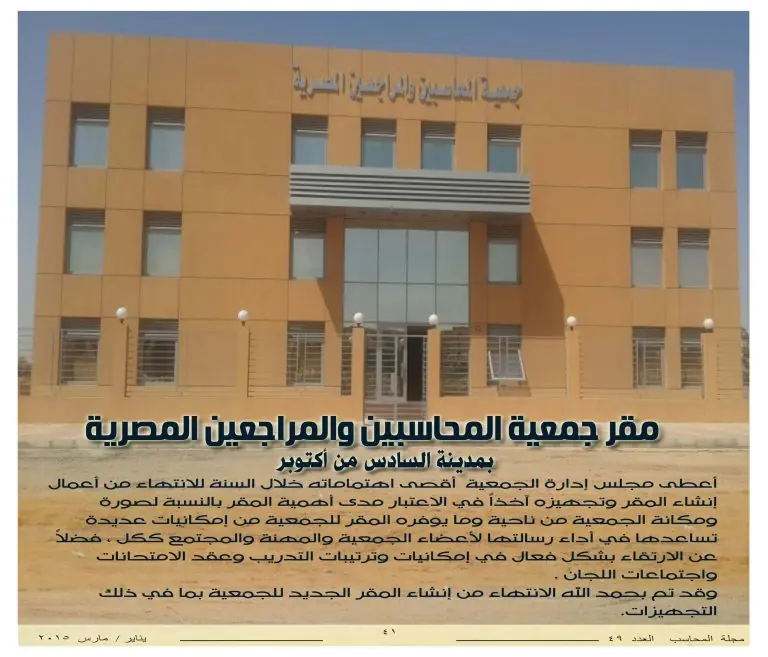 جمعية المحاسبين والمراجعين المصرية
مقر جمعية المحاسبين والمراجعين المصرية
بمدينة السادس من أكتوبر
أعطى مجلس إدارة الجمعية أقصى اهتماماته خلال السنة للانتهاء من أعمال
إنشاء المقر وتجهيزه آخذاً في الاعتبار مدى أهمية المقر بالنسبة لصورة
ومكانة الجمعية من ناحية وما يوفره المقر للجمعية من إمكانيات عديدة
تساعدها في أداء رسالتها لأعضاء الجمعية والمهنة والمجتمع ككل ، فضلاً
عن الارتقاء بشكل فعال في إمكانيات وترتيبات التدريب وعقد الامتحانات
واجتماعات اللجان .
وقد تم بحمد الله الانتهاء من إنشاء المقر الجديد للجمعية بما في ذلك
التجهيزات.
مجلة المحاسب العدد ٤٩ ٤١ يناير / مارس ٢٠١٥